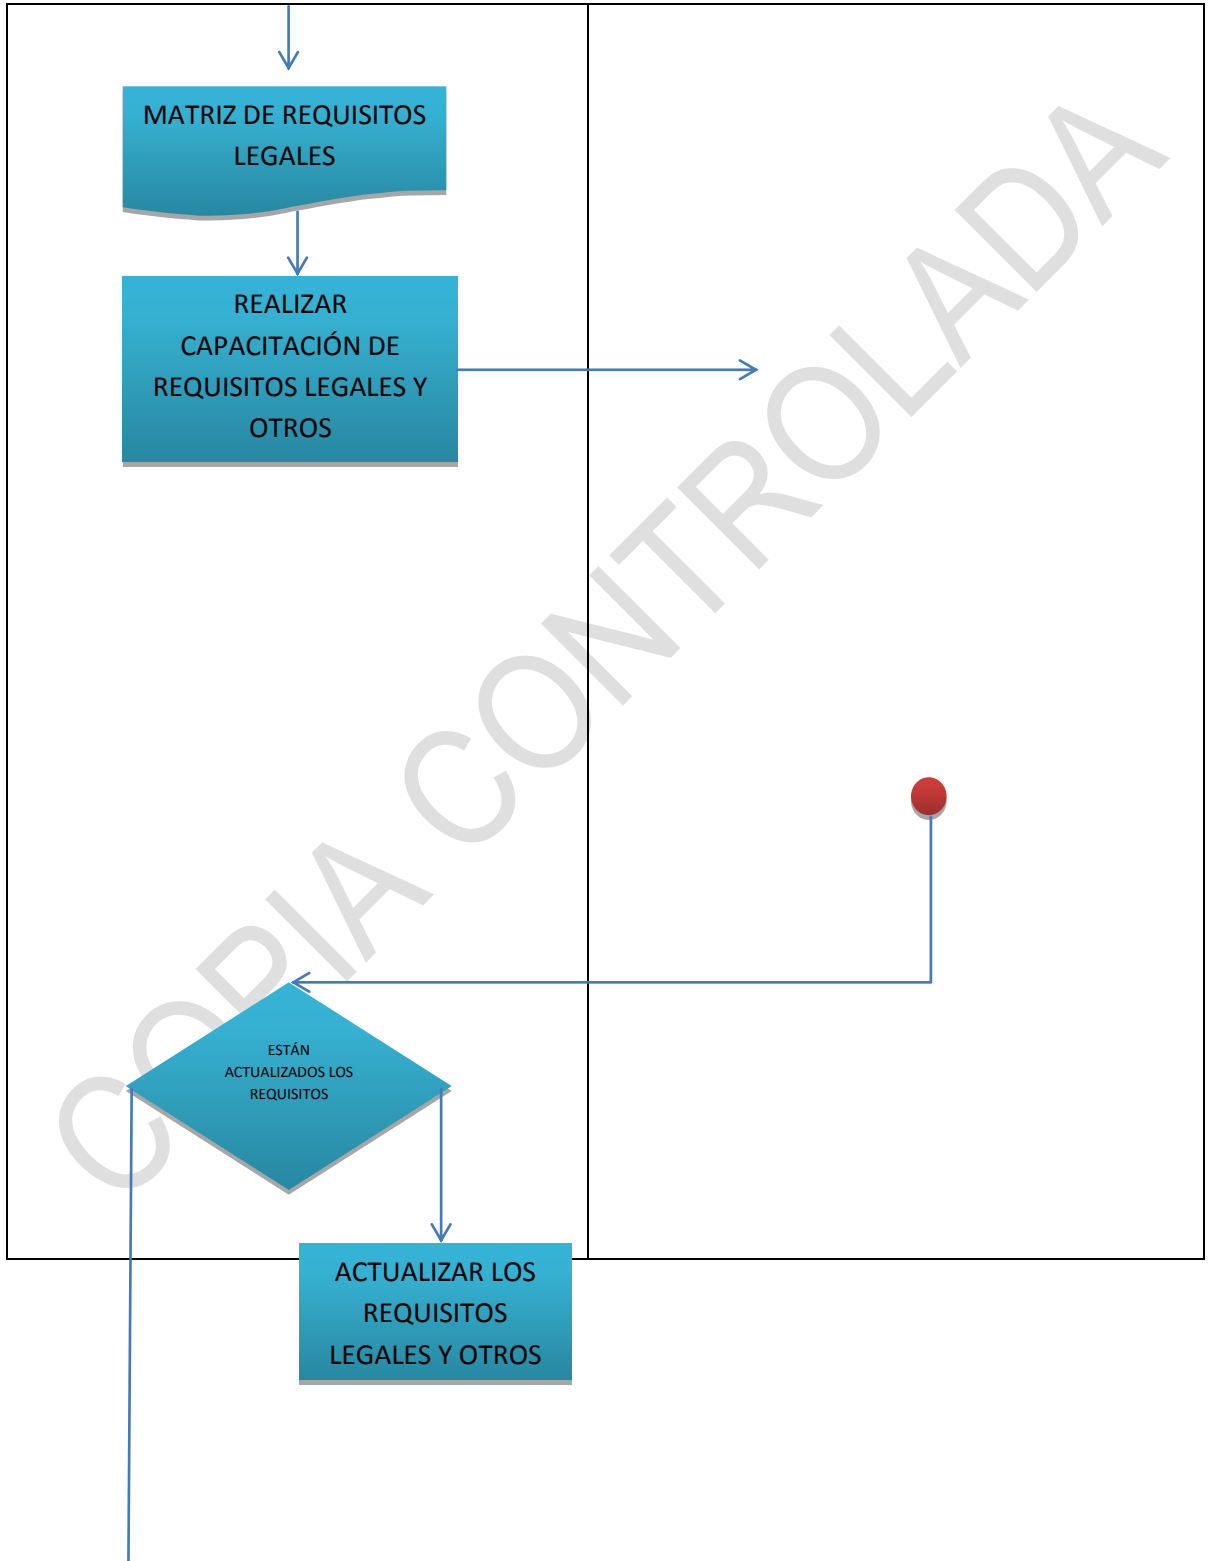 MATRIZ DE REQUISITOS
LEGALES
REALIZAR
CAPACITACIÓN DE
REQUISITOS LEGALES Y
OTROS
COPIA CONTROLADA
ESTÁN
ACTUALIZADOS LOS
REQUISITOS
ACTUALIZAR LOS
REQUISITOS
LEGALES Y OTROS